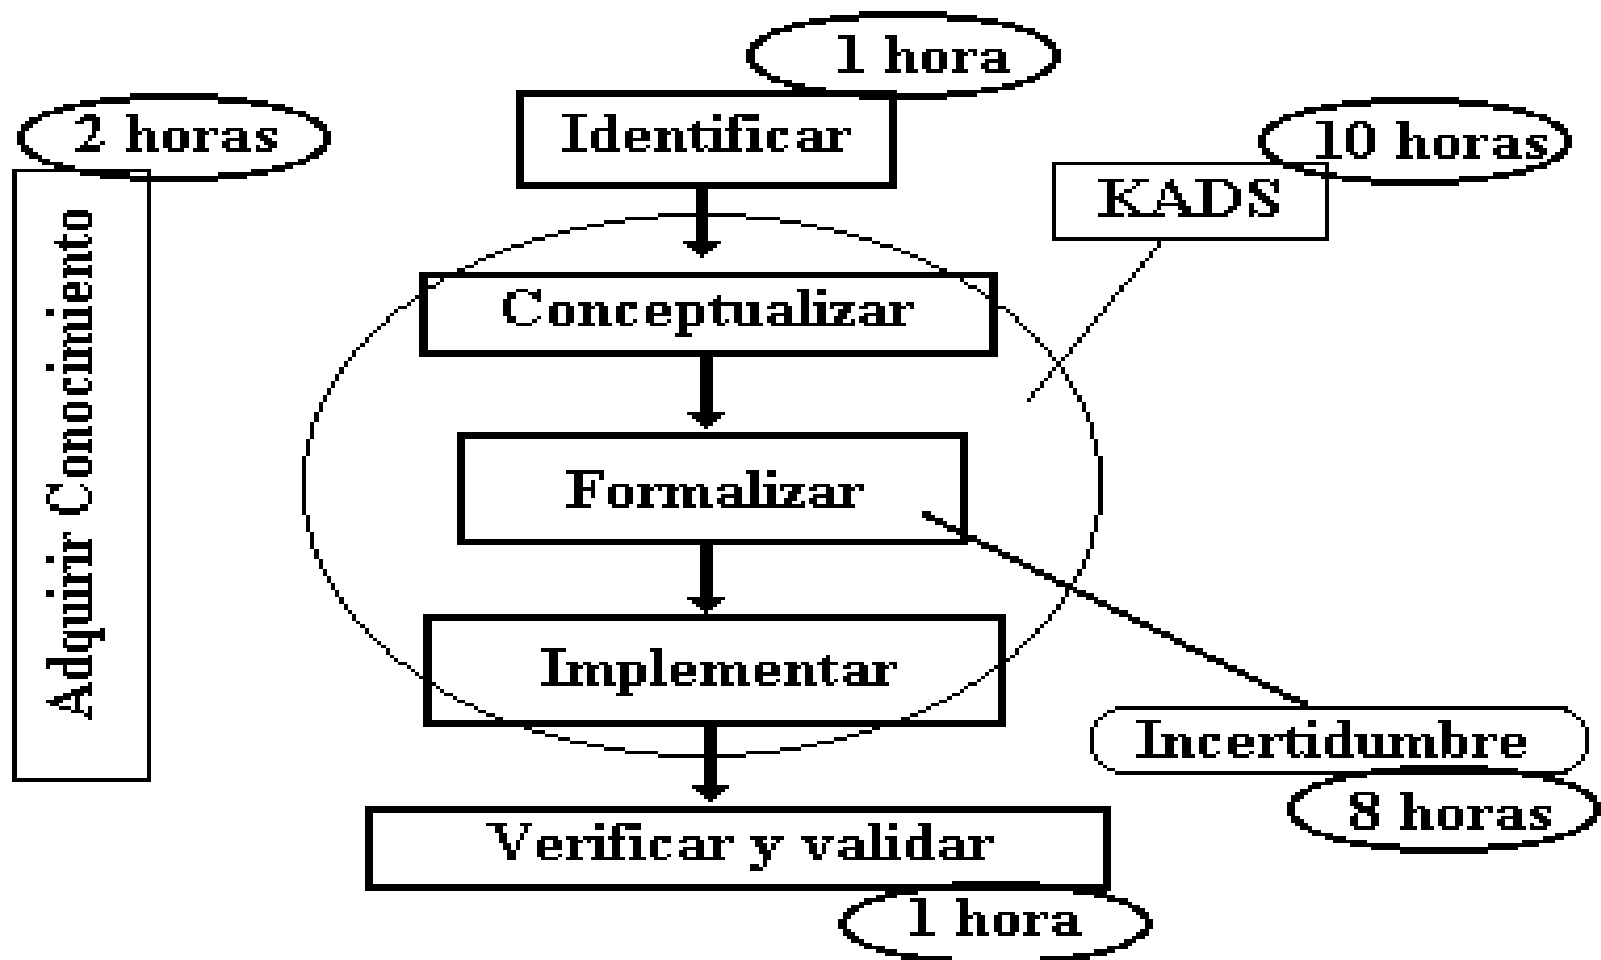 1 hora
2 horas
Identificar
10 horas
KADS
Adquirir Conocimiento
Conceptualizar
Formalizar
Implementar
Incertidumbre
8 horas
Verificar y validar
1 hora